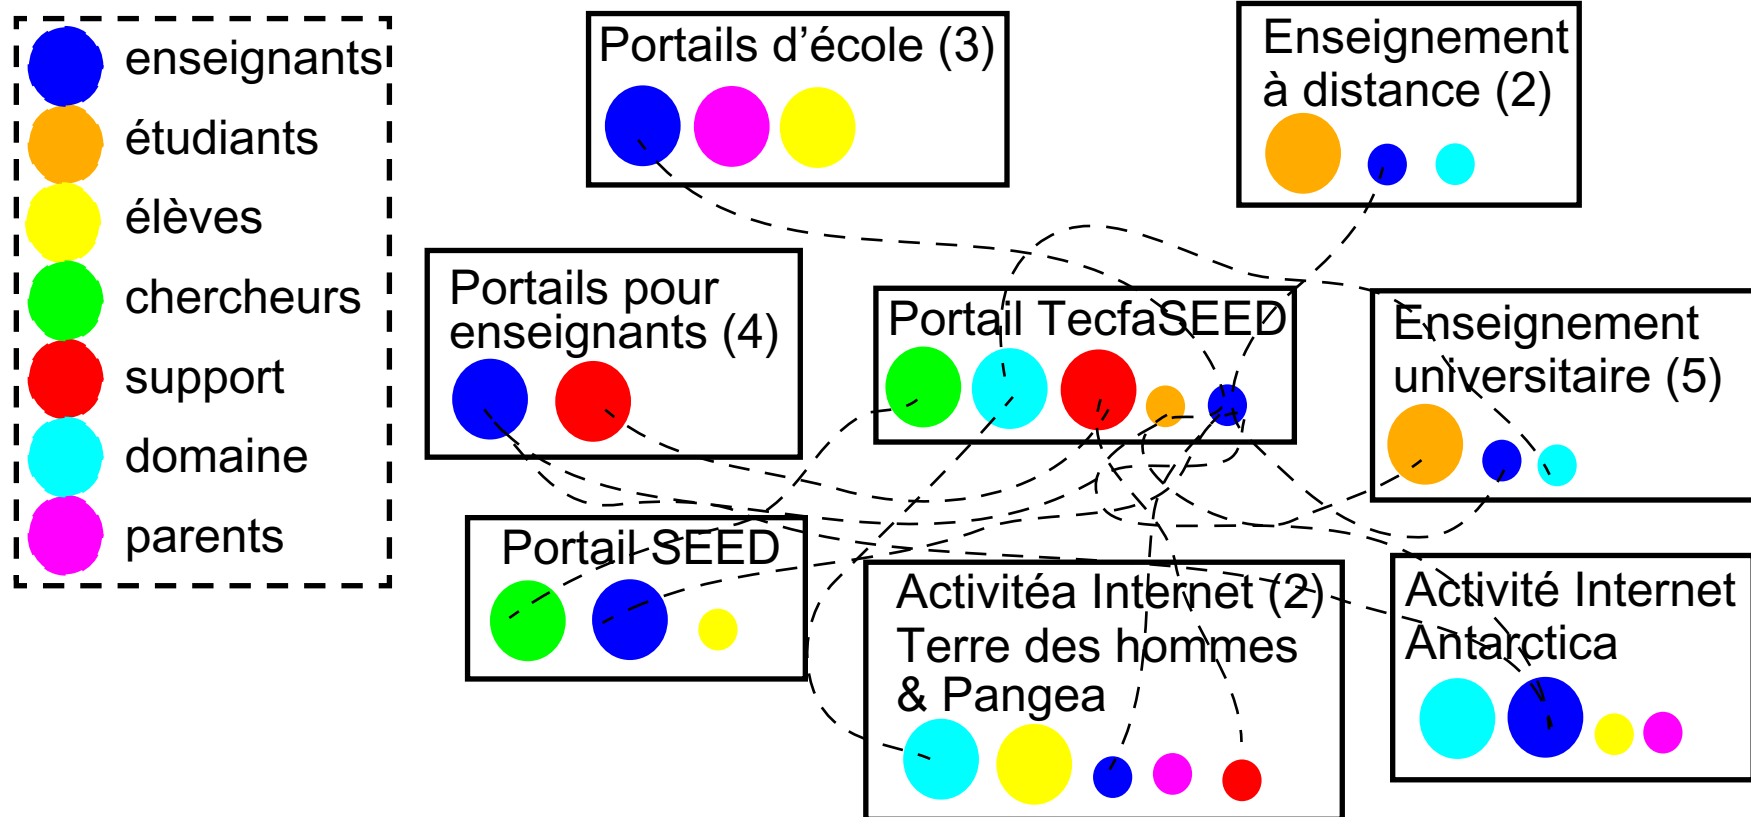 enseignants
étudiants
élèves
chercheurs
support
domaine
parents
Portails d'école (3)
Enseignement
à distance (2)
Portails pour
enseignants (4)
Portail TecfaSEED
Enseignement
universitaire (5)
Portail SEED
Activitéa Internet (2)
Terre des hommes
& Pangea
Activité Internet
Antarctica